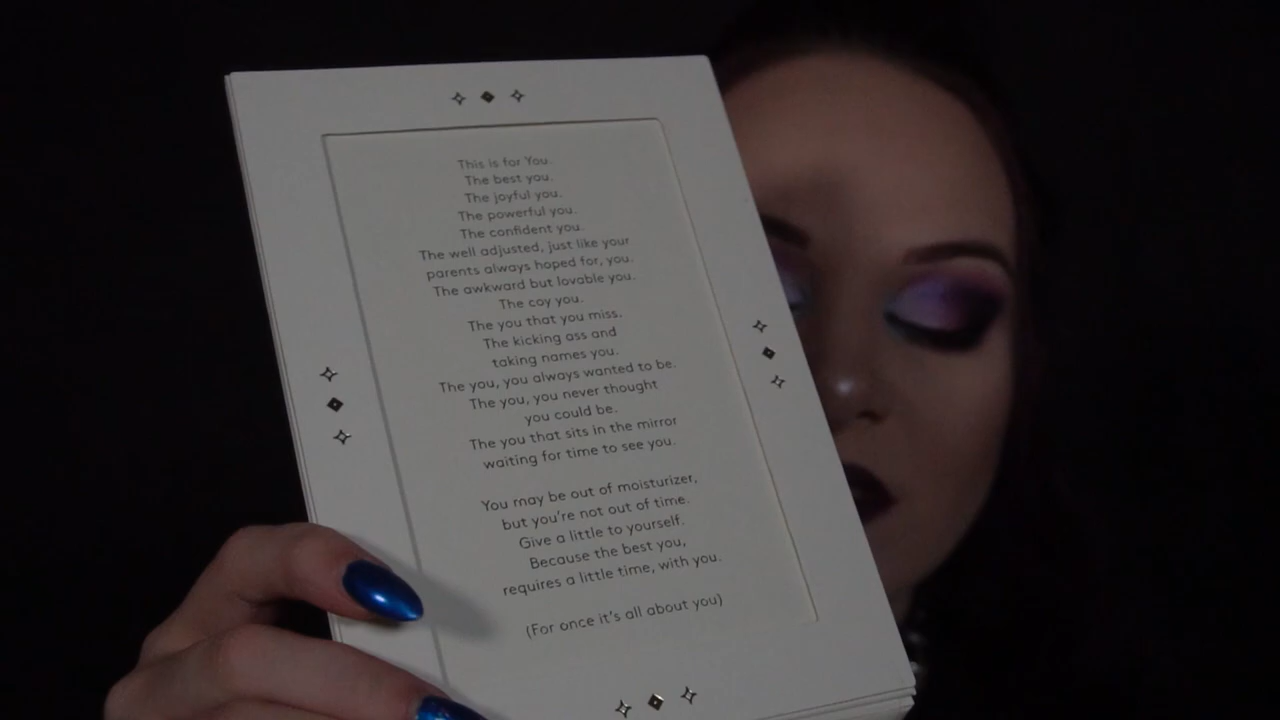 This is for You.
The best you.
The joyful you.
The powerful you.
The confident you.
The well adjusted, just like your
parents always hoped for, you.
The awkward but lovable you.
The coy you.
The you that you miss.
The kicking ass and
taking names you.
The you, you always wanted to be.
The you, you never thought
you could be.
The you that sits in the mirror
waiting for time to see you.
You may be out of moisturizer,
but you're not out of time.
Give a little to yourself.
Because the best you,
requires a little time, with you.
(For once it's all about you)